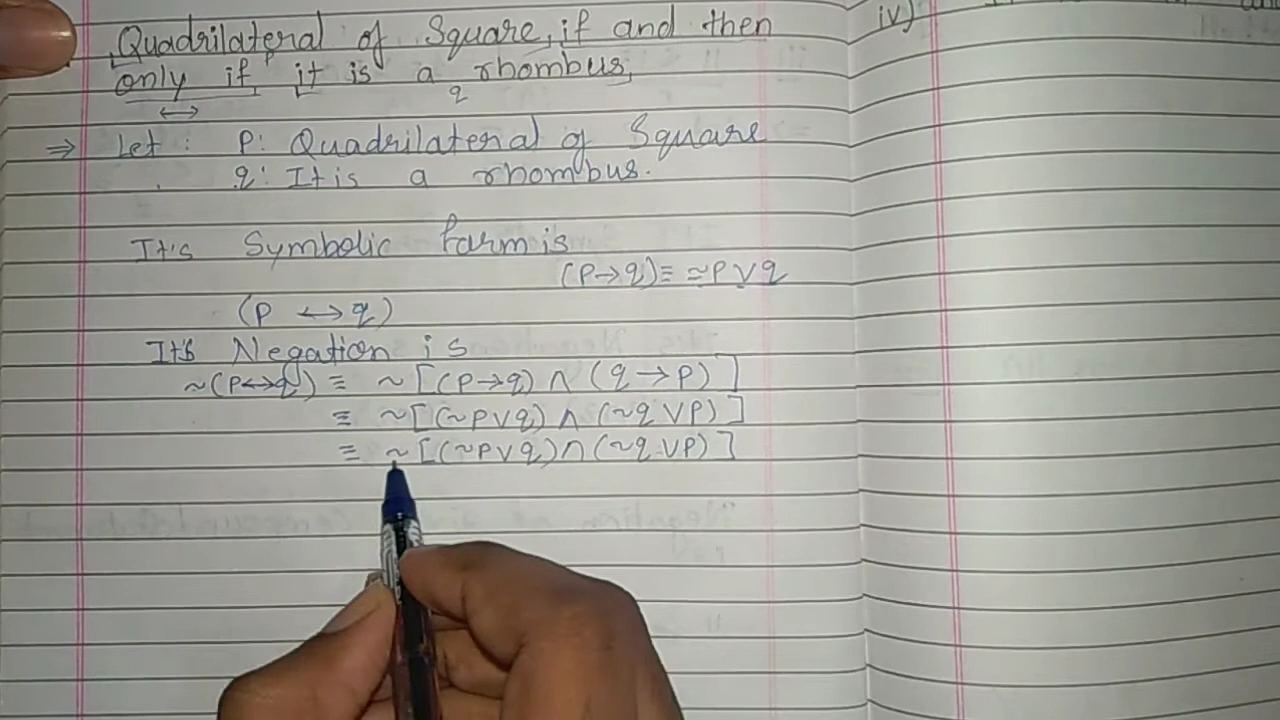 Quadrilateral of Square, if and then
only if it is a rhombus,
p
q
↔
⇒ Let : P: Quadrilateral of Square
q: It is a rhombus.
It's Symbolic farm is
(P→q)≡ ~P∨q
(P ↔ q)
It's Negation is
~(P↔q) ≡ ~[(P→q) ∧ (q→P)]
≡ ~[(~P∨q) ∧ (~q∨P)]
≡ ~[(~P∨q)∧(~q∨P)]
iv)